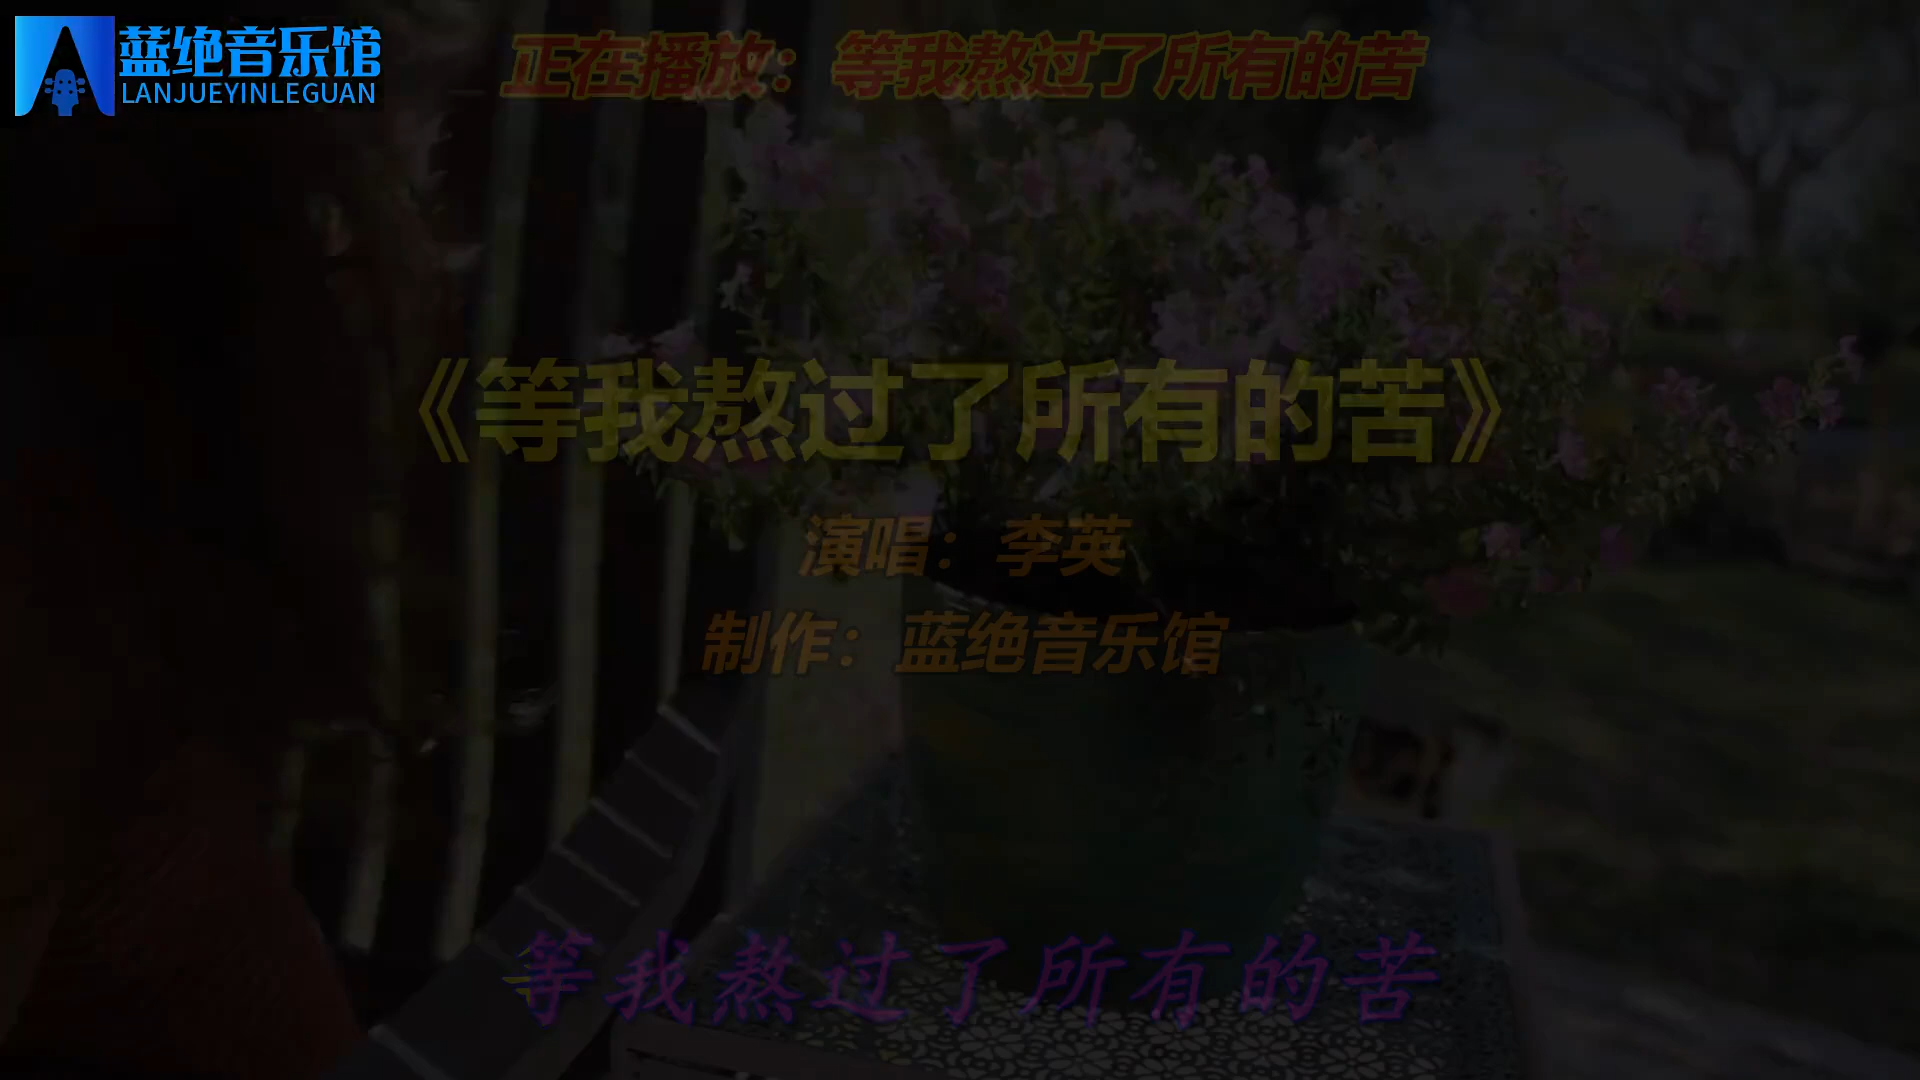 蓝绝音乐馆
LANJUEYINLEGUAN
正在播放：等我熬过了所有的苦
《等我熬过了所有的苦》
演唱：李英
制作：蓝绝音乐馆
等我熬过了所有的苦